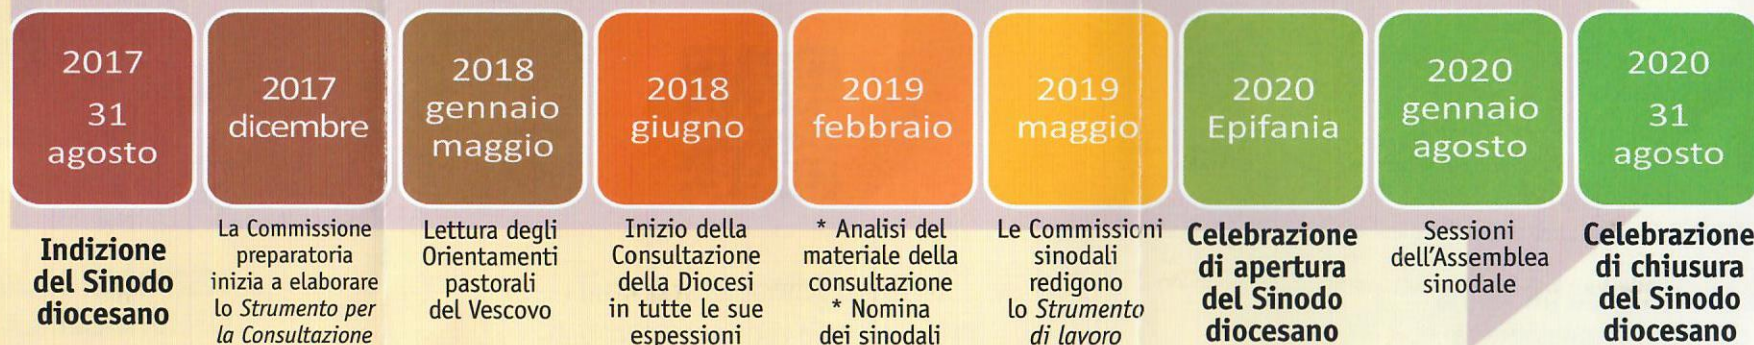 2017
31
agosto
Indizione
del Sinodo
diocesano
2017
dicembre
La Commissione
preparatoria
inizia a elaborare
lo Strumento per
la Consultazione
2018
gennaio
maggio
Lettura degli
Orientamenti
pastorali
del Vescovo
2018
giugno
Inizio della
Consultazione
della Diocesi
in tutte le sue
espessioni
2019
febbraio
* Analisi del
materiale della
consultazione
* Nomina
dei sinodali
2019
maggio
Le Commissioni
sinodali
redigono
lo Strumento
di lavoro
2020
Epifania
Celebrazione
di apertura
del Sinodo
diocesano
2020
gennaio
agosto
Sessioni
dell'Assemblea
sinodale
2020
31
agosto
Celebrazione
di chiusura
del Sinodo
diocesano